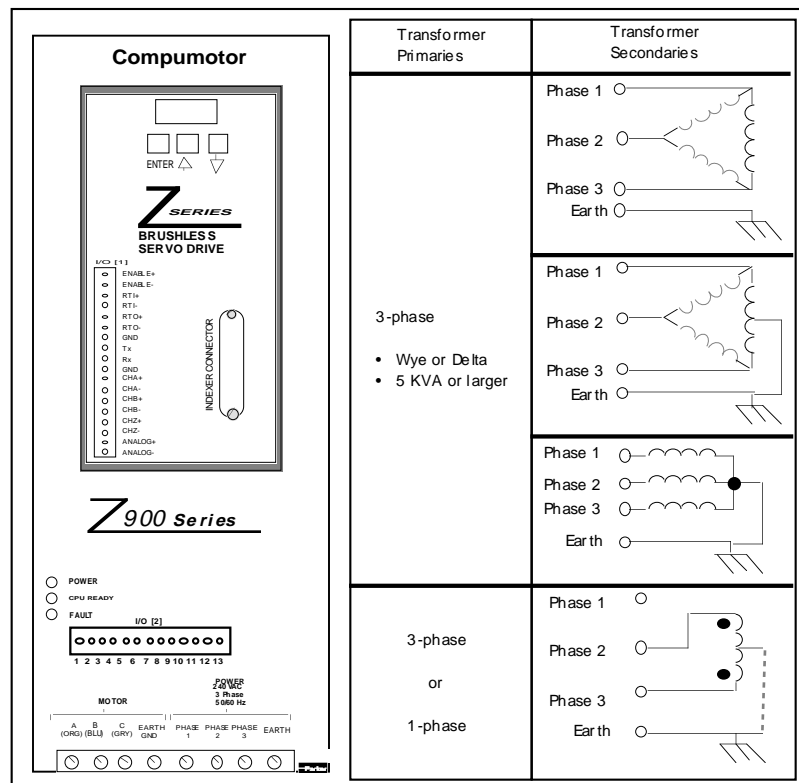 Compumotor
ENTER
Z SERIES
BRUSHLESS
SERVO DRIVE
I/O [1]
ENABLE+
ENABLE-
RTI+
RTI-
RTO+
RTO-
GND
Tx
Rx
GND
CHA+
CHA-
CHB+
CHB-
CHZ+
CHZ-
ANALOG+
ANALOG-
INDEXER CONNECTOR
Z900 Series
POWER
CPU READY
FAULT
I/O [2]
1 2 3 4 5 6 7 8 9 10 11 12 13
POWER
240 VAC
3 Phase
50/60 Hz
MOTOR
A (ORG)
B (BLU)
C (GRY)
EARTH GND
PHASE 1
PHASE 2
PHASE 3
EARTH
Parker
Transformer Primaries
Transformer Secondaries
3-phase
• Wye or Delta
• 5 KVA or larger
Phase 1
Phase 2
Phase 3
Earth
Phase 1
Phase 2
Phase 3
Earth
Phase 1
Phase 2
Phase 3
Earth
3-phase
or
1-phase
Phase 1
Phase 2
Phase 3
Earth